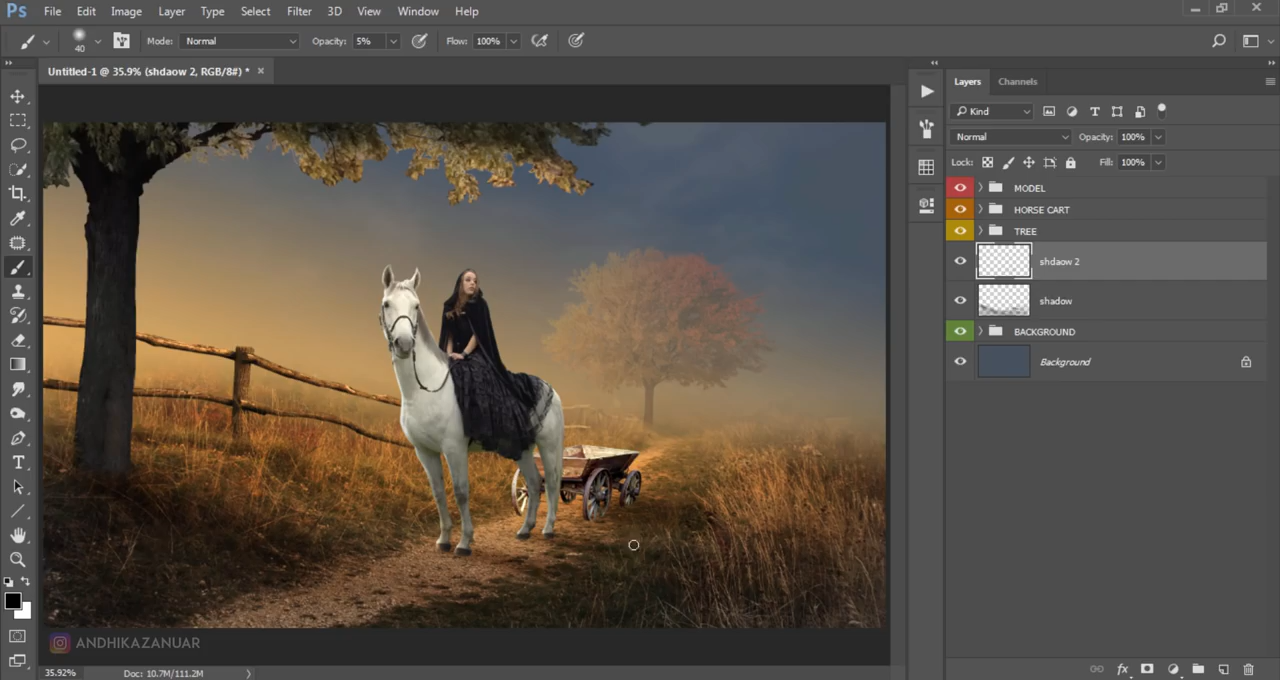 Ps File Edit Image Layer Type Select Filter 3D View Window Help
40 Mode: Normal Opacity: 5% Flow: 100%
Untitled-1 @ 35.9% (shdaow 2, RGB/8#) * ×
Layers Channels
Kind
Normal Opacity: 100%
Lock: Fill: 100%
MODEL
HORSE CART
TREE
shdaow 2
shadow
BACKGROUND
Background
ANDHIKAZANUAR
35.92% Doc: 10.7M/111.2M